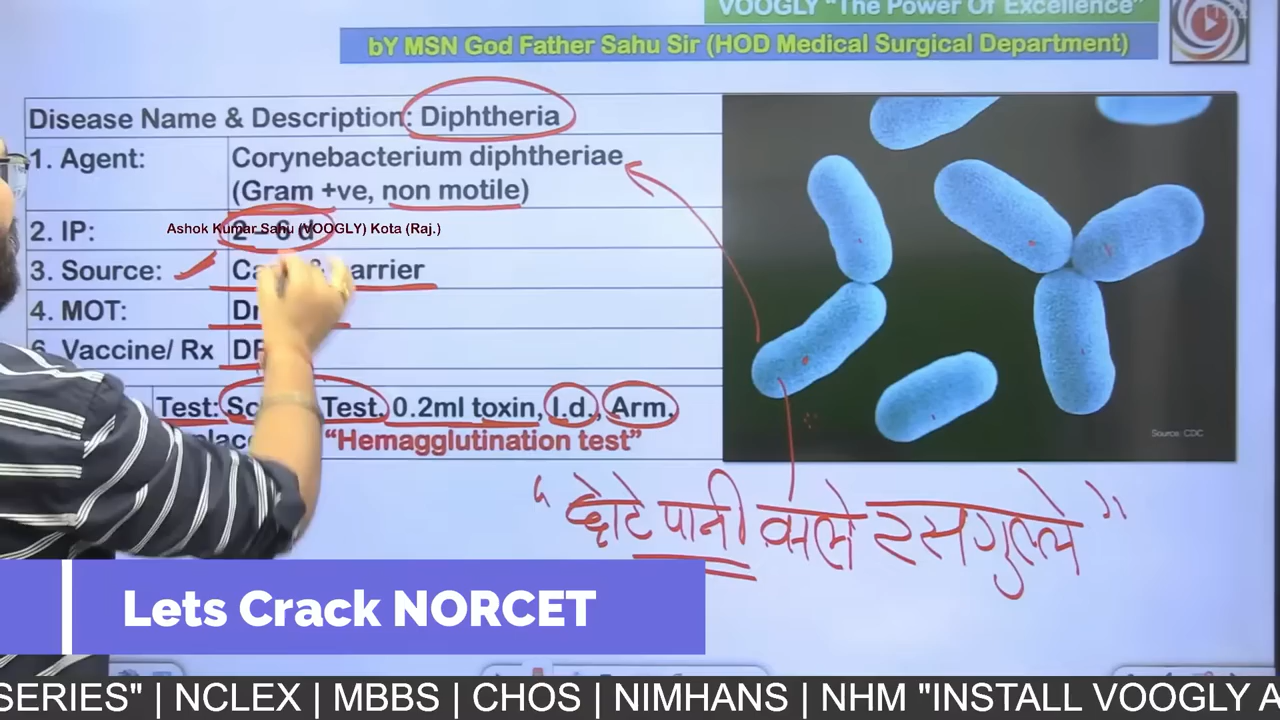 VOOGLY “The Power Of Excellence”
bY MSN God Father Sahu Sir (HOD Medical Surgical Department)
Disease Name & Description: Diphtheria
1. Agent: Corynebacterium diphtheriae
(Gram +ve, non motile)
2. IP: 2 – 6 d
Ashok Kumar Sahu (VOOGLY) Kota (Raj.)
3. Source:
4. MOT:
6. Vaccine/ Rx
Test: Test. 0.2ml toxin, I.d., Arm.
“Hemagglutination test”
Source: CDC
“छोटे पानी वाले रसगुल्ले”
Lets Crack NORCET
SERIES" | NCLEX | MBBS | CHOS | NIMHANS | NHM "INSTALL VOOGLY A